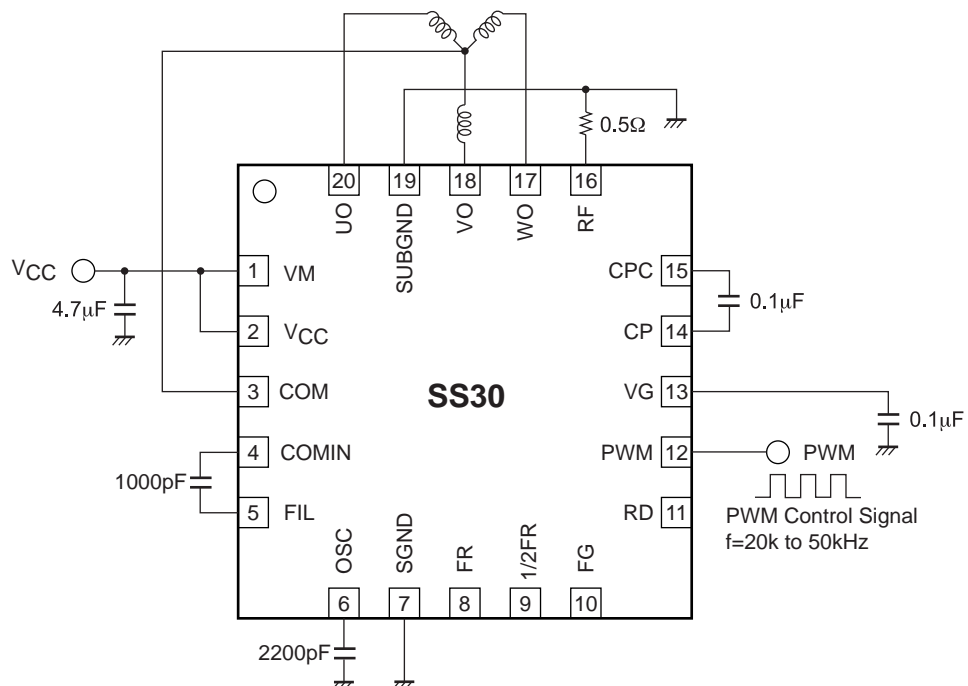 0.5Ω
20
19
18
17
16
UO
SUBGND
VO
WO
RF
VCC
4.7μF
1
VM
2
VCC
3
COM
4
COMIN
5
FIL
1000pF
SS30
CPC
15
CP
14
0.1μF
VG
13
0.1μF
PWM
12
PWM
RD
11
PWM Control Signal
f=20k to 50kHz
OSC
SGND
FR
1/2FR
FG
6
7
8
9
10
2200pF